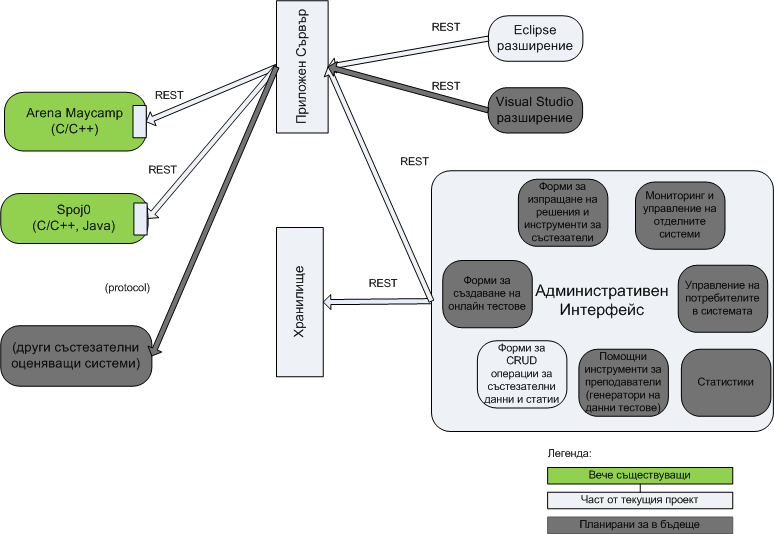 REST
Eclipse
разширение
Приложен Сървър
REST
REST
Visual Studio
разширение
Arena Maycamp
(C/C++)
REST
REST
Spoj0
(C/C++, Java)
Форми за
изпращане на
решения и
инструменти за
състезатели
Мониторинг и
управление на
отделните
системи
Хранилище
REST
(protocol)
Форми за
създаване на
онлайн тестове
Административен
Интерфейс
Управление на
потребителите
в системата
(други състезателни
оценяващи системи)
Форми за
CRUD
операции за
състезателни
данни и статии
Помощни
инструменти за
преподаватели
(генератори на
данни тестове)
Статистики
Легенда:
Вече съществуващи
Част от текущия проект
Планирани за в бъдеще